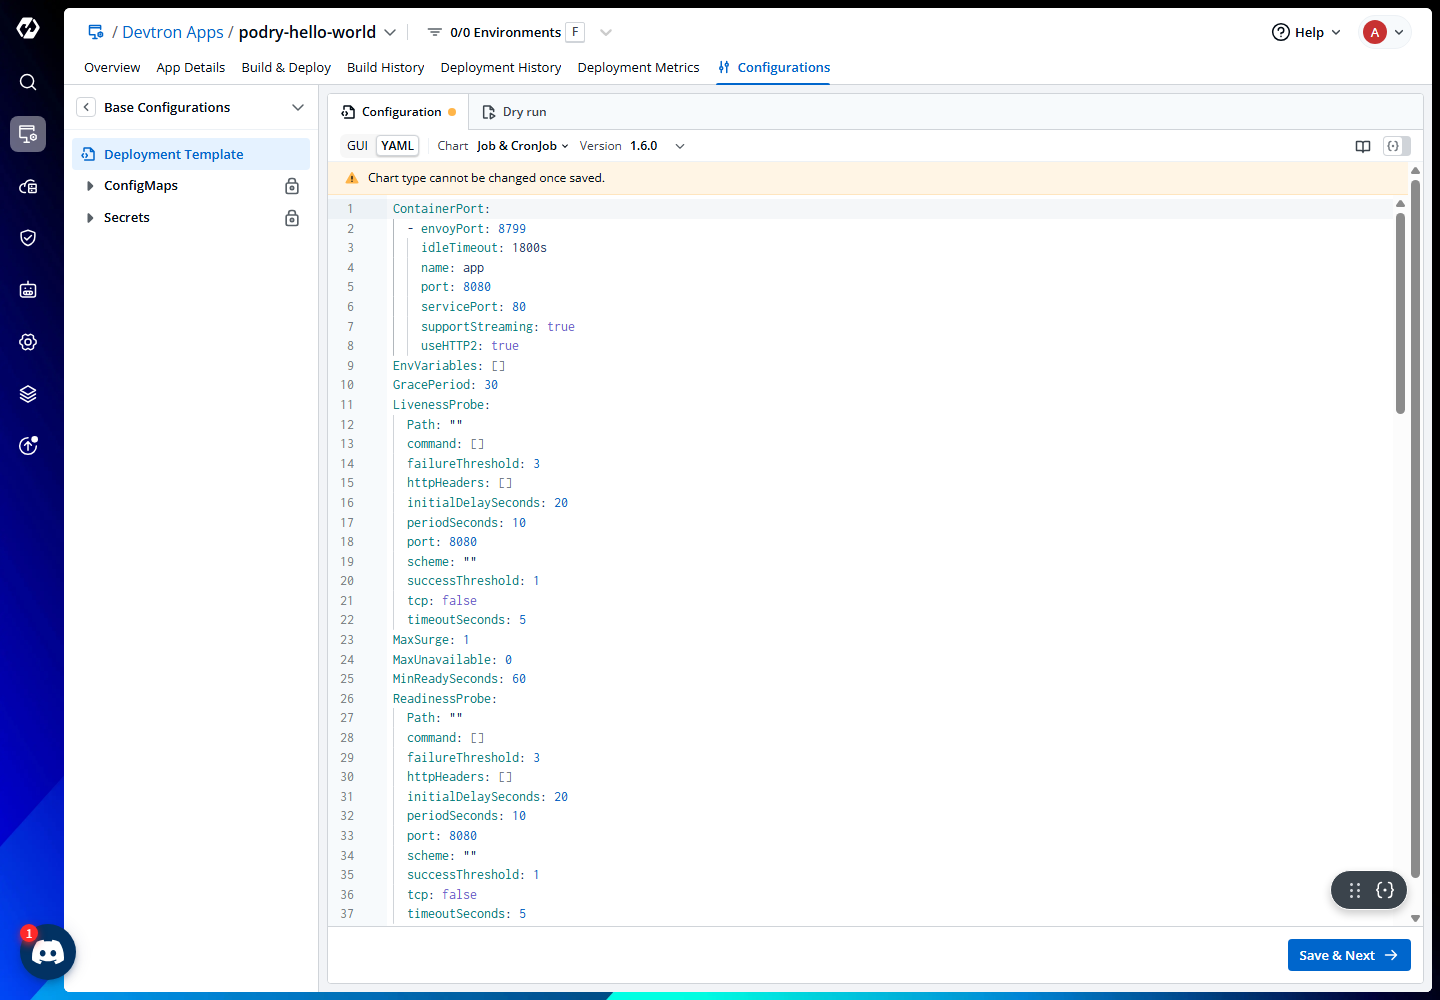 / Devtron Apps / podry-hello-world
0/0 Environments F
Help
A
Overview App Details Build & Deploy Build History Deployment History Deployment Metrics Configurations
Base Configurations
Deployment Template
ConfigMaps
Secrets
Configuration Dry run
GUI YAML Chart Job & CronJob Version 1.6.0
Chart type cannot be changed once saved.
1 ContainerPort:
2 - envoyPort: 8799
3 idleTimeout: 1800s
4 name: app
5 port: 8080
6 servicePort: 80
7 supportStreaming: true
8 useHTTP2: true
9 EnvVariables: []
10 GracePeriod: 30
11 LivenessProbe:
12 Path: ""
13 command: []
14 failureThreshold: 3
15 httpHeaders: []
16 initialDelaySeconds: 20
17 periodSeconds: 10
18 port: 8080
19 scheme: ""
20 successThreshold: 1
21 tcp: false
22 timeoutSeconds: 5
23 MaxSurge: 1
24 MaxUnavailable: 0
25 MinReadySeconds: 60
26 ReadinessProbe:
27 Path: ""
28 command: []
29 failureThreshold: 3
30 httpHeaders: []
31 initialDelaySeconds: 20
32 periodSeconds: 10
33 port: 8080
34 scheme: ""
35 successThreshold: 1
36 tcp: false
37 timeoutSeconds: 5
1
Save & Next